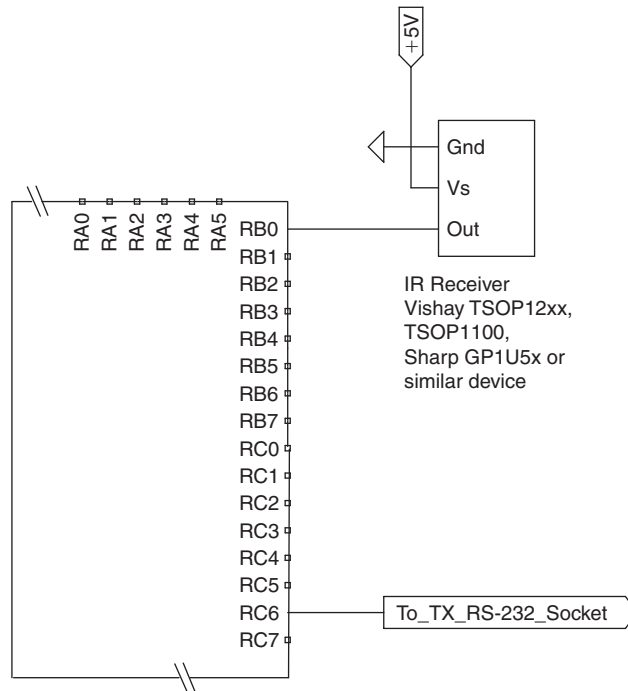 +5V
Gnd
Vs
Out
RA0
RA1
RA2
RA3
RA4
RA5
RB0
RB1
RB2
RB3
RB4
RB5
RB6
RB7
RC0
RC1
RC2
RC3
RC4
RC5
RC6
RC7
IR Receiver
Vishay TSOP12xx,
TSOP1100,
Sharp GP1U5x or
similar device
To_TX_RS-232_Socket